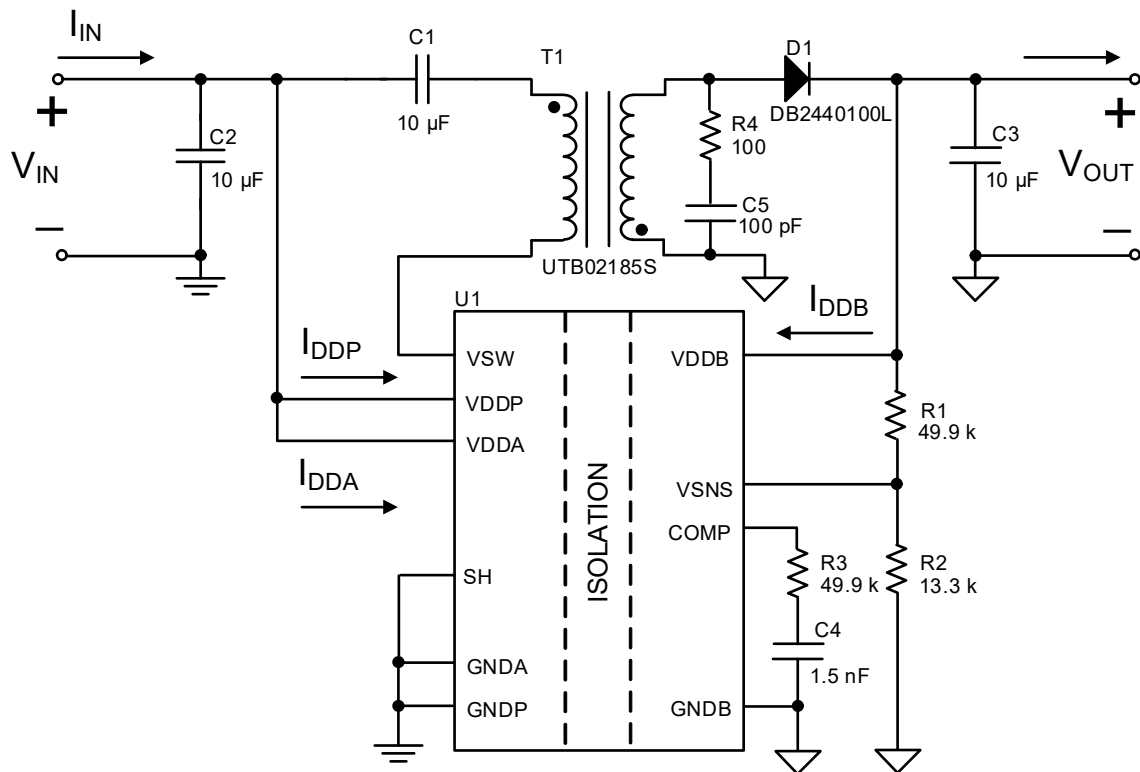 I_IN
C1
T1
D1
+
C2
10 µF
10 µF
R4
100
DB2440100L
+
V_IN
C3
10 µF
V_OUT
C5
100 pF
–
–
UTB02185S
U1
I_DDB
I_DDP
VSW
VDDB
VDDP
R1
49.9 k
VDDA
I_DDA
VSNS
COMP
ISOLATION
R3
49.9 k
R2
13.3 k
SH
C4
1.5 nF
GNDA
GNDP
GNDB